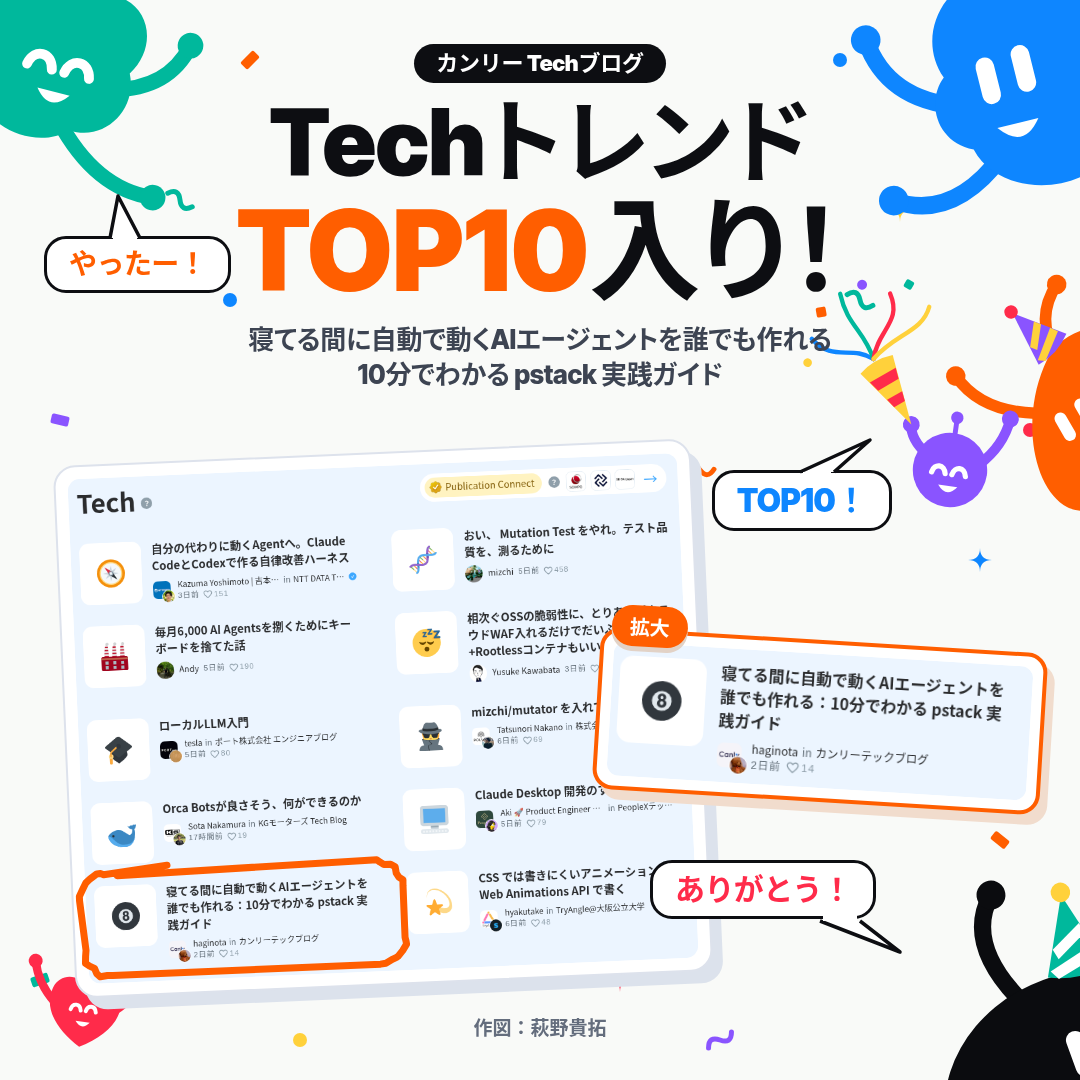 カンリー Techブログ
Techトレンド
TOP10入り!
やったー！
寝てる間に自動で動くAIエージェントを誰でも作れる
10分でわかる pstack 実践ガイド
TOP10！
Tech
Publication Connect
自分の代わりに動くAgentへ。Claude
CodeとCodexで作る自律改善ハーネス
Kazuma Yoshimoto | 吉本… in NTT DATA T…
3日前 151
おい、 Mutation Test をやれ。テスト品
質を、測るために
mizchi 5日前 458
毎月6,000 AI Agentsを捌くためにキー
ボードを捨てた話
Andy 5日前 190
相次ぐOSSの脆弱性に、とりあ
ウドWAF入れるだけでだいぶ
+Rootlessコンテナもいい
Yusuke Kawabata 3日前
ローカルLLM入門
tesla in ポート株式会社 エンジニアブログ
5日前 80
mizchi/mutator を入れて
Tatsunori Nakano in 株式会
6日前 69
Orca Botsが良さそう、何ができるのか
Sota Nakamura in KGモーターズ Tech Blog
17時間前 19
Claude Desktop 開発のす
Aki 🚀 Product Engineer … in PeopleXテッ…
5日前 79
寝てる間に自動で動くAIエージェントを
誰でも作れる：10分でわかる pstack 実
践ガイド
haginota in カンリーテックブログ
2日前 14
CSS では書きにくいアニメーション
Web Animations API で書く
hyakutake in TryAngle@大阪公立大学
6日前 48
拡大
8
寝てる間に自動で動くAIエージェントを
誰でも作れる：10分でわかる pstack 実
践ガイド
haginota in カンリーテックブログ
2日前 14
ありがとう！
作図：萩野貴拓